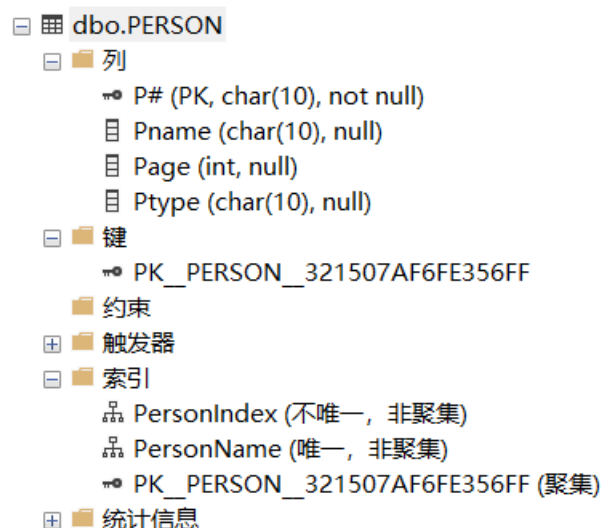 dbo.PERSON
列
P# (PK, char(10), not null)
Pname (char(10), null)
Page (int, null)
Ptype (char(10), null)
键
PK__PERSON__321507AF6FE356FF
约束
触发器
索引
PersonIndex (不唯一，非聚集)
PersonName (唯一，非聚集)
PK__PERSON__321507AF6FE356FF (聚集)
统计信息